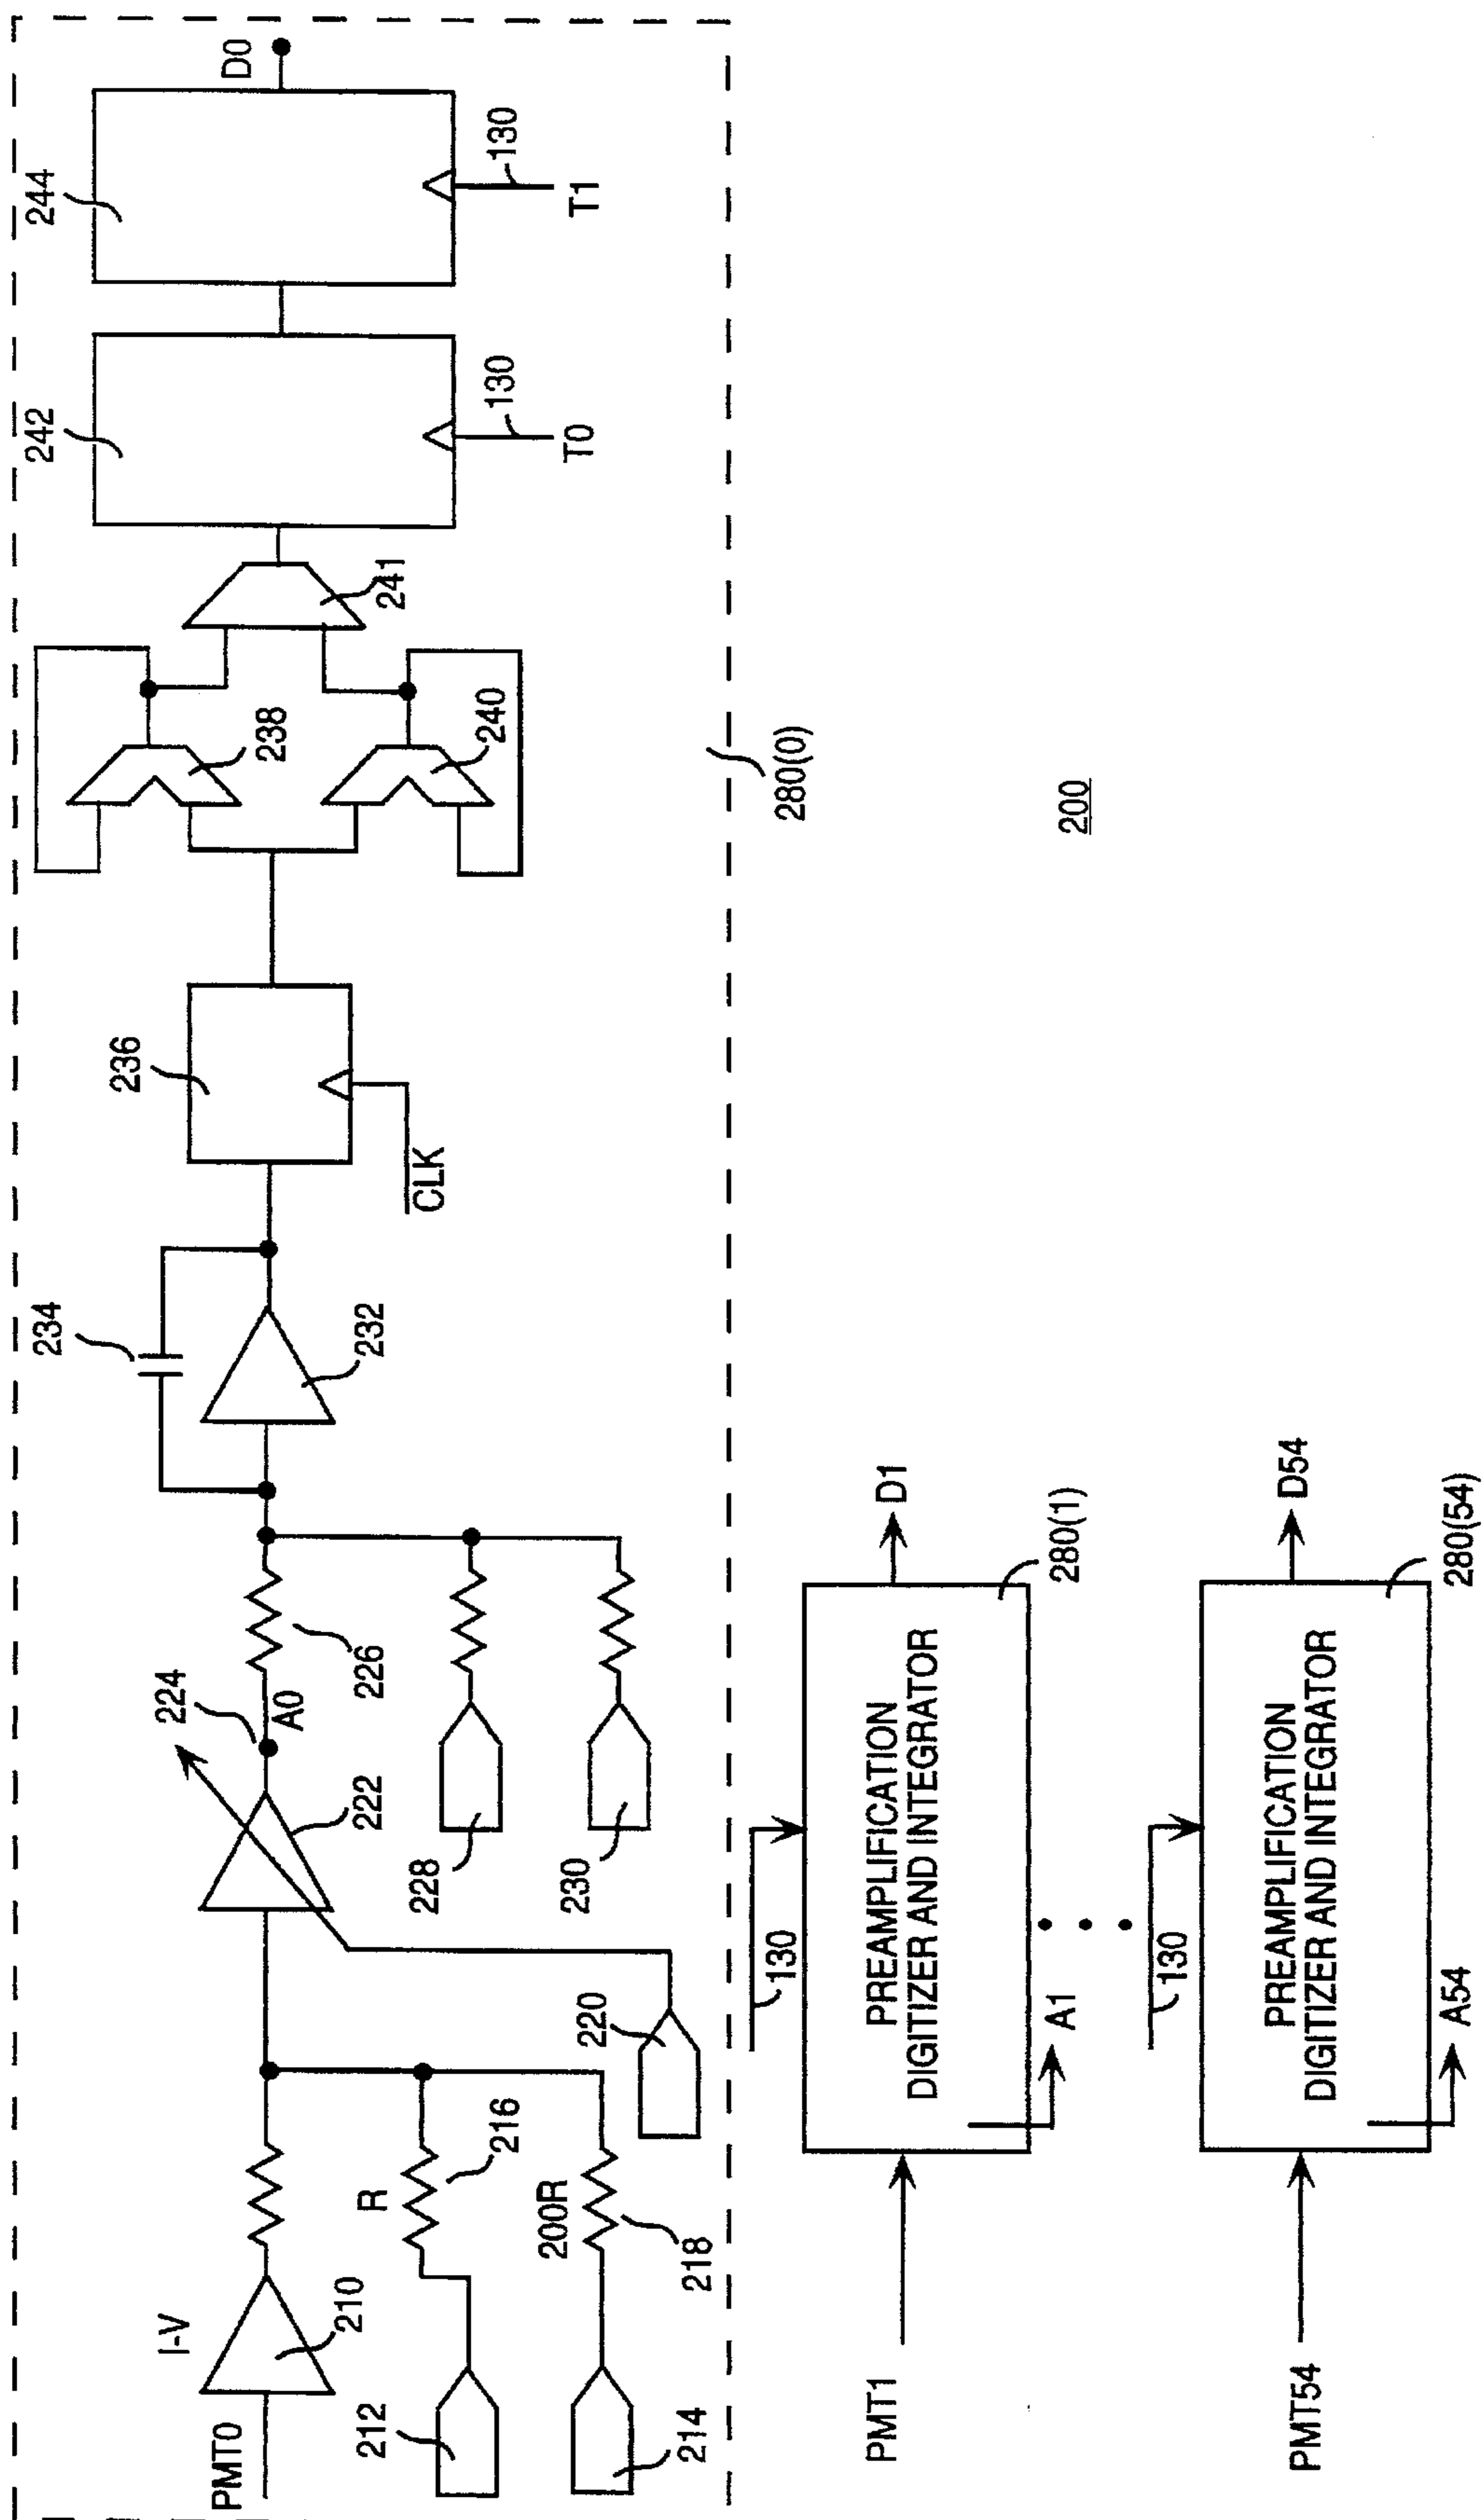 PMT0
I-V
210
212
214
R
216
200R
218
220
222
224
A0
226
228
230
232
234
236
CLK
238
240
241
242
130
T0
244
130
T1
D0
280(0)
200
PMT1
130
PREAMPLIFICATION
DIGITIZER AND INTEGRATOR
A1
D1
280(1)
PMT54
130
PREAMPLIFICATION
DIGITIZER AND INTEGRATOR
A54
D54
280(54)